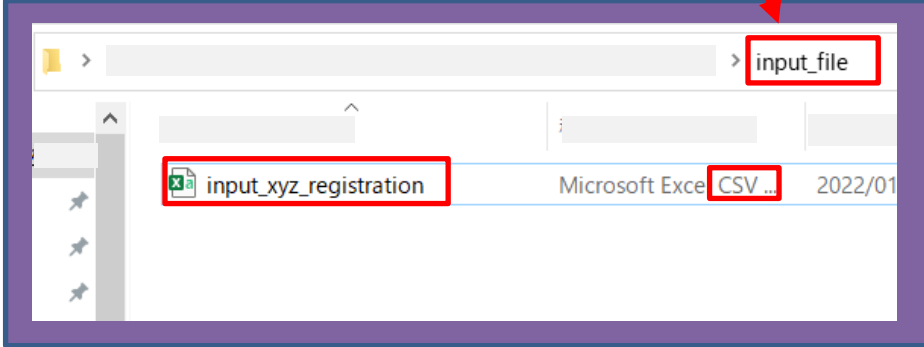 > > input_file
input_xyz_registration Microsoft Exce CSV ... 2022/01